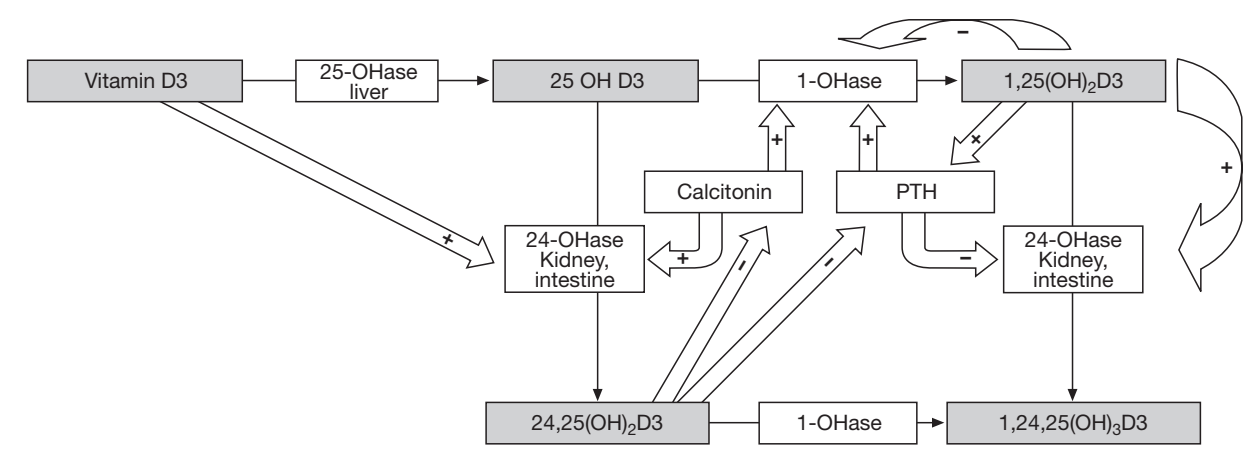 −
Vitamin D3
25-OHase
liver
25 OH D3
1-OHase
1,25(OH)₂D3
+
+
×
+
Calcitonin
PTH
+
24-OHase
Kidney,
intestine
+
−
−
−
24-OHase
Kidney,
intestine
24,25(OH)₂D3
1-OHase
1,24,25(OH)₃D3